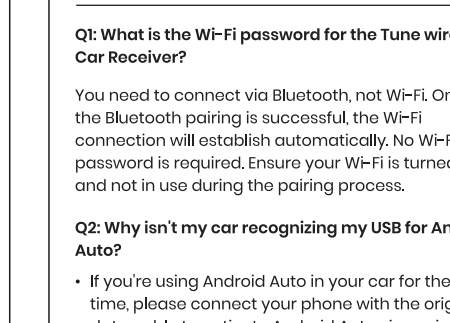 Q1: What is the Wi-Fi password for the Tune
Car Receiver?
You need to connect via Bluetooth, not Wi-Fi.
the Bluetooth pairing is successful, the Wi-Fi
connection will establish automatically. No
password is required. Ensure your Wi-Fi is
and not in use during the pairing process.
Q2: Why isn't my car recognizing my USB for
Auto?
• If you're using Android Auto in your car for the
time, please connect your phone with the